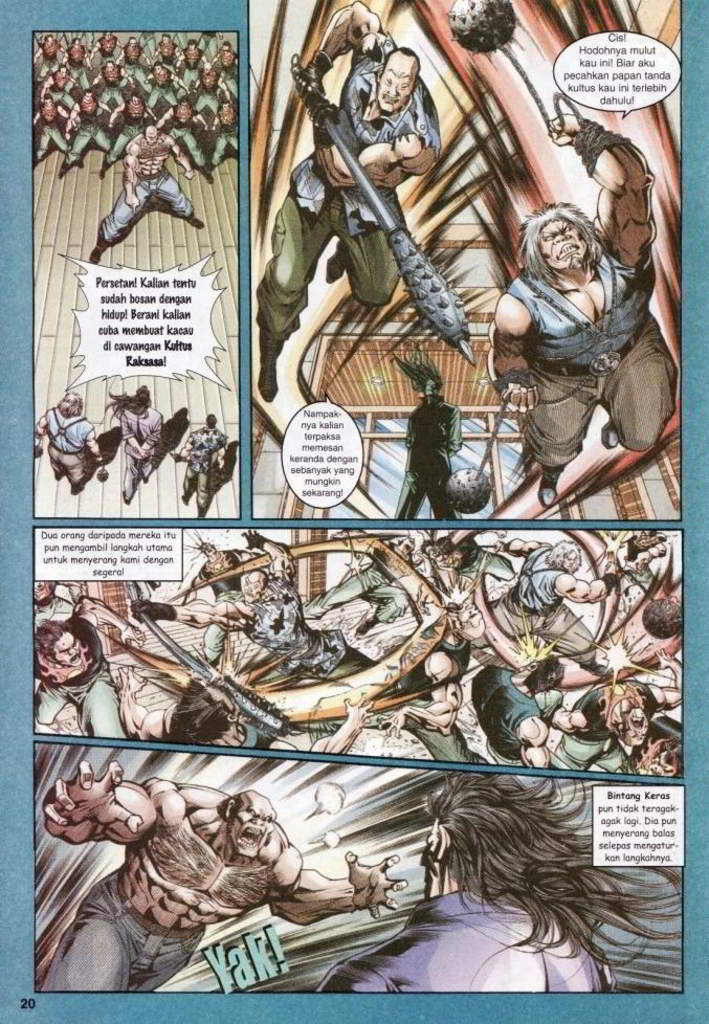 Persetan! Kalian tentu
sudah bosan dengan
hidup! Berani kalian
cuba membuat kacau
di cawangan Kultus
Raksasa!
Cis!
Hodohnya mulut
kau ini! Biar aku
pecahkan papan tanda
kultus kau ini terlebih
dahulu!
Nampak-
nya kalian
terpaksa
memesan
keranda dengan
sebanyak yang
mungkin
sekarang!
Dua orang daripada mereka itu
pun mengambil langkah utama
untuk menyerang kami dengan
segera!
Bintang Keras
pun tidak teragak-
agak lagi. Dia pun
menyerang balas
selepas mengatur-
kan langkahnya.
Yak!
20